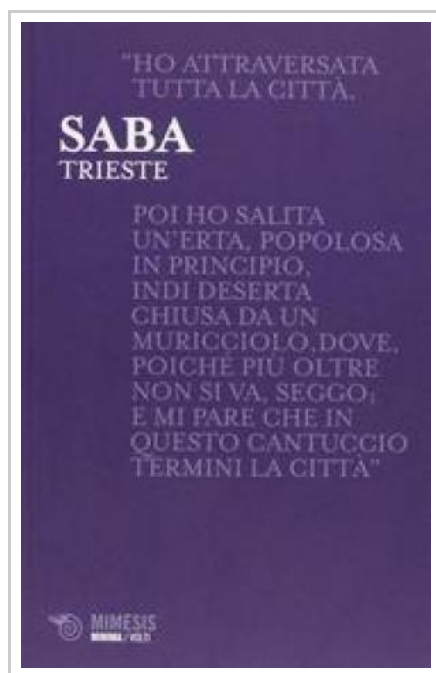 "HO ATTRAVERSATA
TUTTA LA CITTÀ.
SABA
TRIESTE
POI HO SALITA
UN'ERTA, POPOLOSA
IN PRINCIPIO,
INDI DESERTA
CHIUSA DA UN
MURICCIOLO, DOVE,
POICHÉ PIÙ OLTRE
NON SI VA, SEGGO;
E MI PARE CHE IN
QUESTO CANTUCCIO
TERMINI LA CITTÀ"
MIMESIS
MINIMA / VOLTI